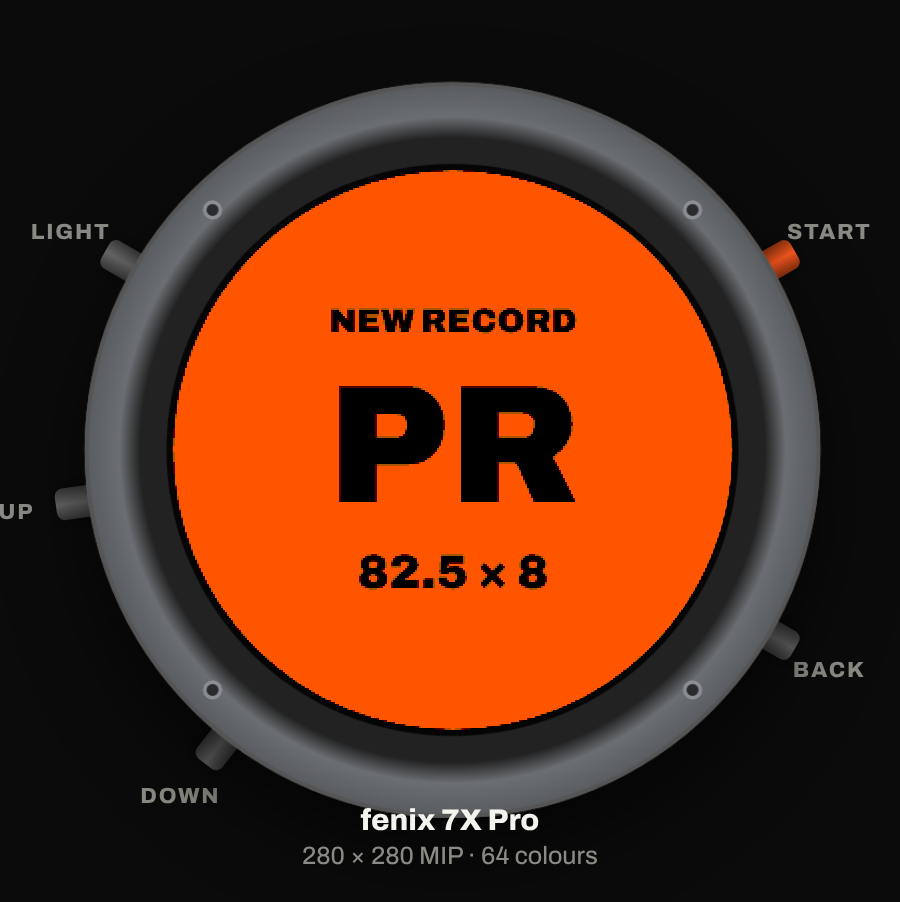 LIGHT
START
NEW RECORD
PR
82.5 × 8
UP
BACK
DOWN
fenix 7X Pro
280 × 280 MIP · 64 colours